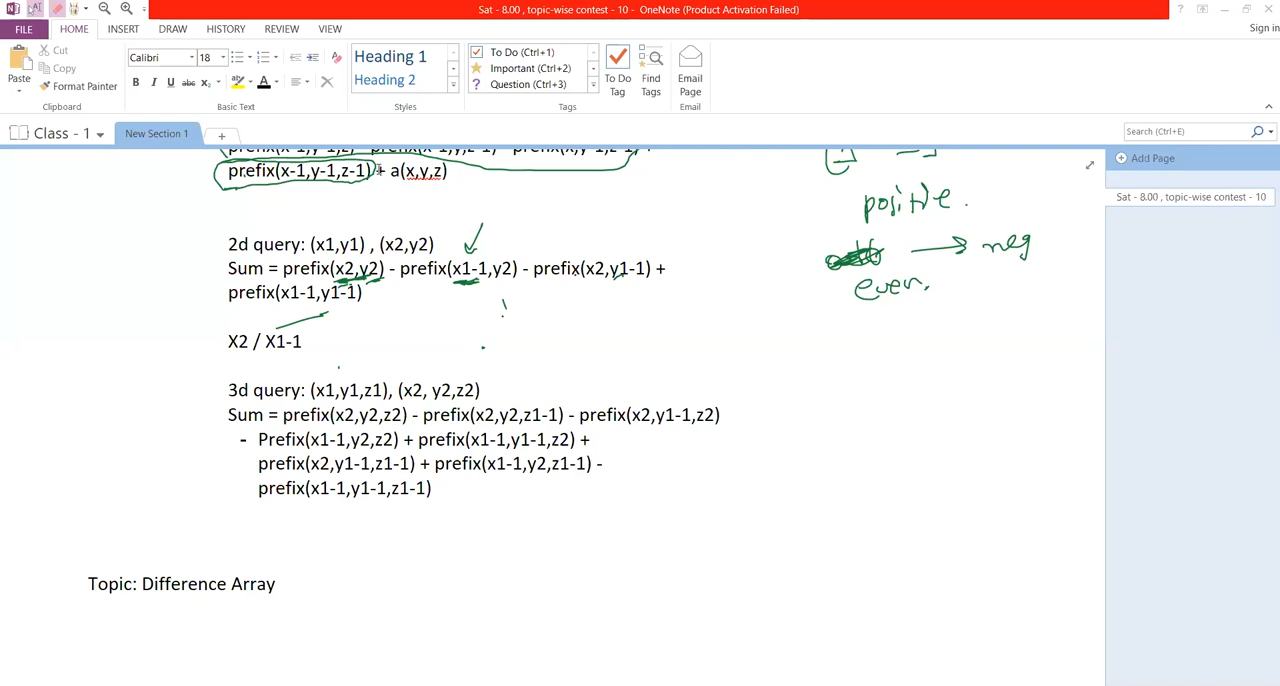 Sat - 8.00 , topic-wise contest - 10 - OneNote (Product Activation Failed)
Sign in
FILE HOME INSERT DRAW HISTORY REVIEW VIEW
Paste
Cut
Copy
Format Painter
Clipboard
Calibri 18
B I U abc X₂ A
Basic Text
Heading 1
Heading 2
Styles
To Do (Ctrl+1)
Important (Ctrl+2)
Question (Ctrl+3)
Tags
To Do Tag
Find Tags
Email Page
Email
Class - 1
New Section 1
Search (Ctrl+E)
Add Page
Sat - 8.00 , topic-wise contest - 10
prefix(x-1,y-1,z-1) + a(x,y,z)
positive.
2d query: (x1,y1) , (x2,y2)
Sum = prefix(x2,y2) - prefix(x1-1,y2) - prefix(x2,y1-1) +
prefix(x1-1,y1-1)
neg
even.
X2 / X1-1
3d query: (x1,y1,z1), (x2, y2,z2)
Sum = prefix(x2,y2,z2) - prefix(x2,y2,z1-1) - prefix(x2,y1-1,z2)
- Prefix(x1-1,y2,z2) + prefix(x1-1,y1-1,z2) +
prefix(x2,y1-1,z1-1) + prefix(x1-1,y2,z1-1) -
prefix(x1-1,y1-1,z1-1)
Topic: Difference Array